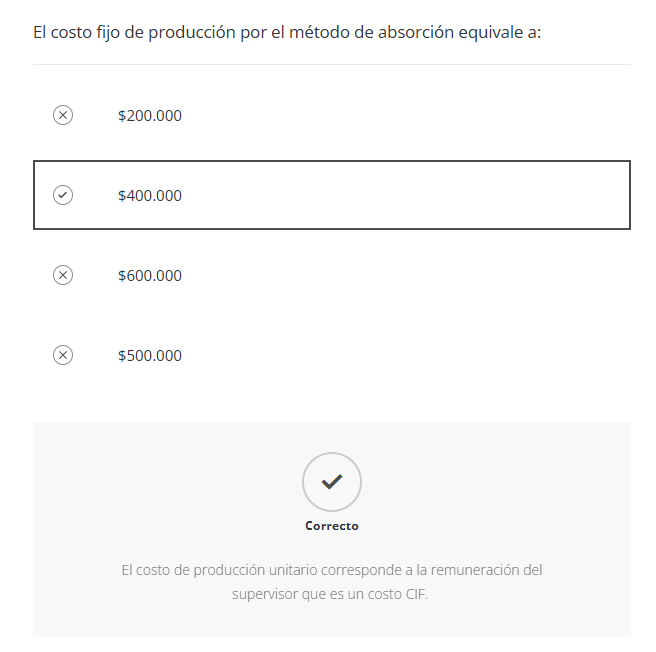 El costo fijo de producción por el método de absorción equivale a:
$200.000
$400.000
$600.000
$500.000
Correcto
El costo de producción unitario corresponde a la remuneración del
supervisor que es un costo CIF.